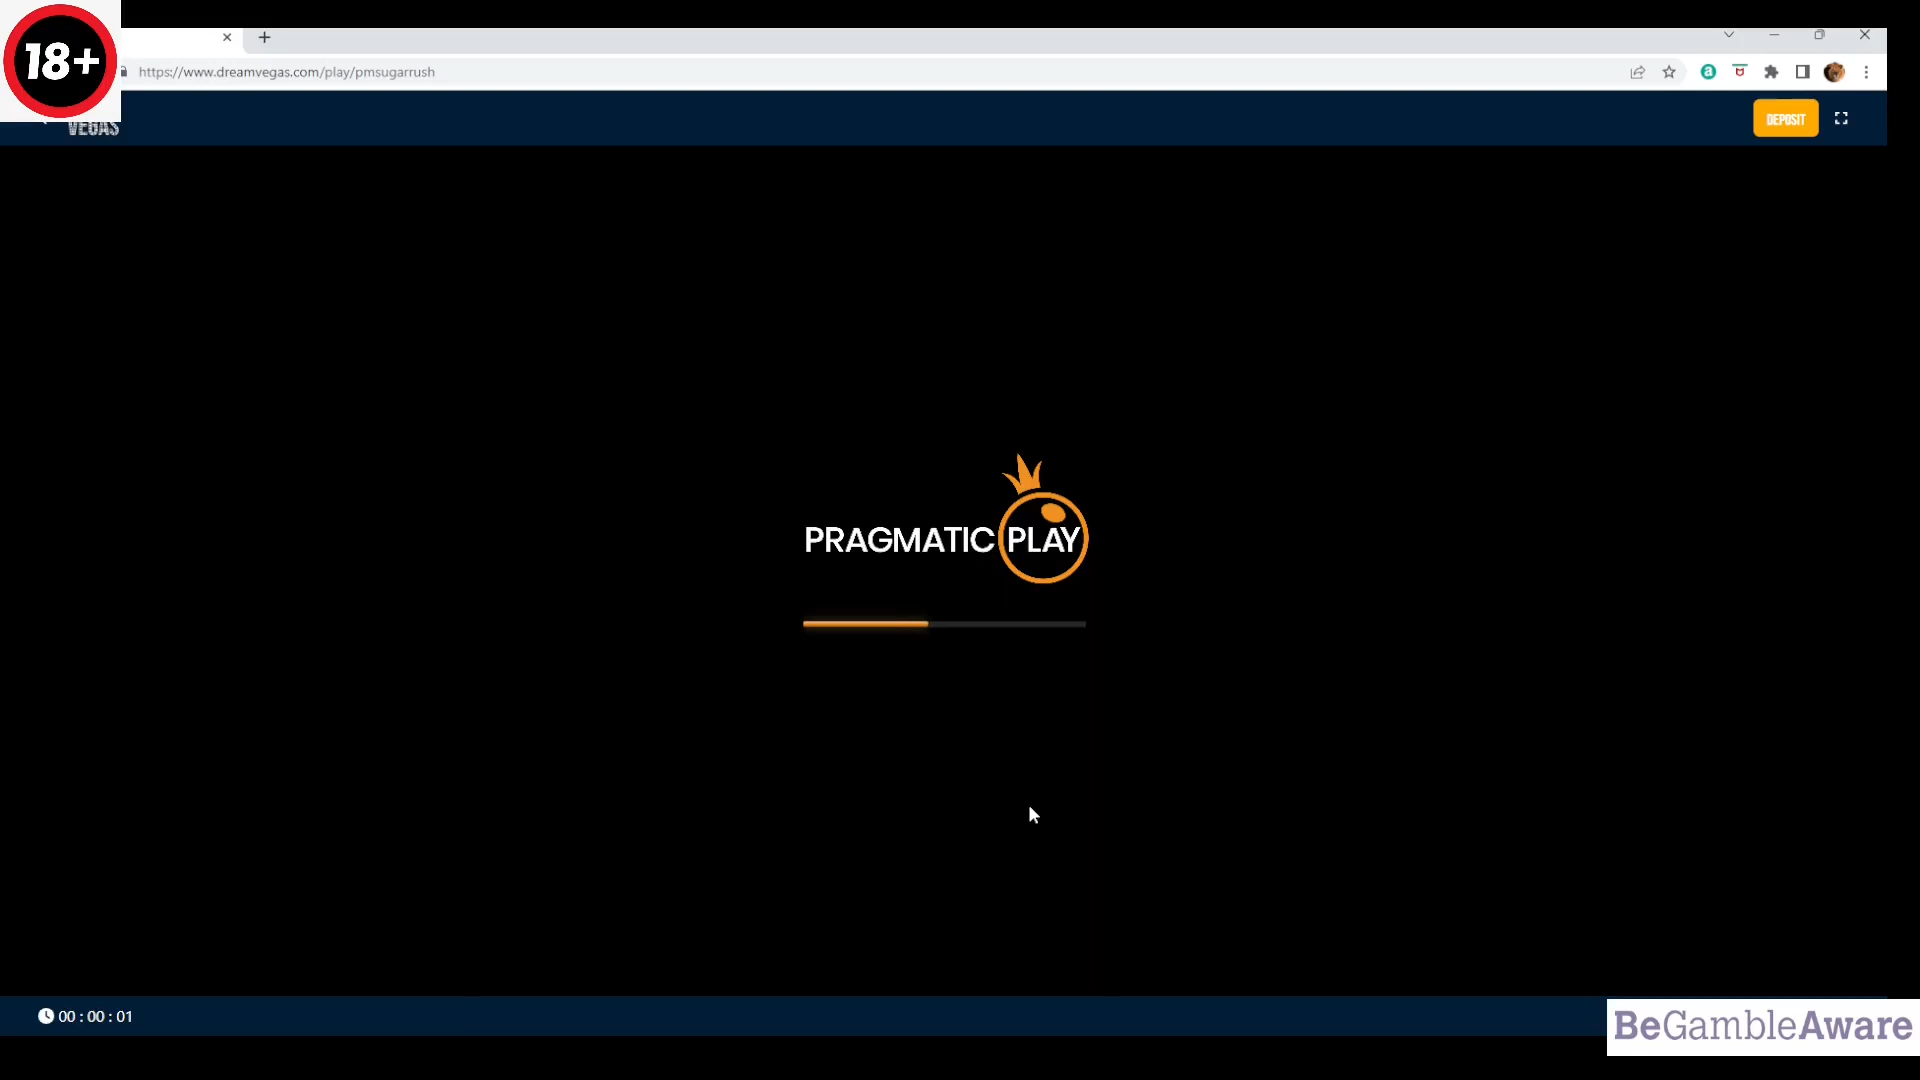 18+
https://www.dreamvegas.com/play/pmsugarrush
VEGAS
DEPOSIT
PRAGMATIC PLAY
00 : 00 : 01
BeGambleAware